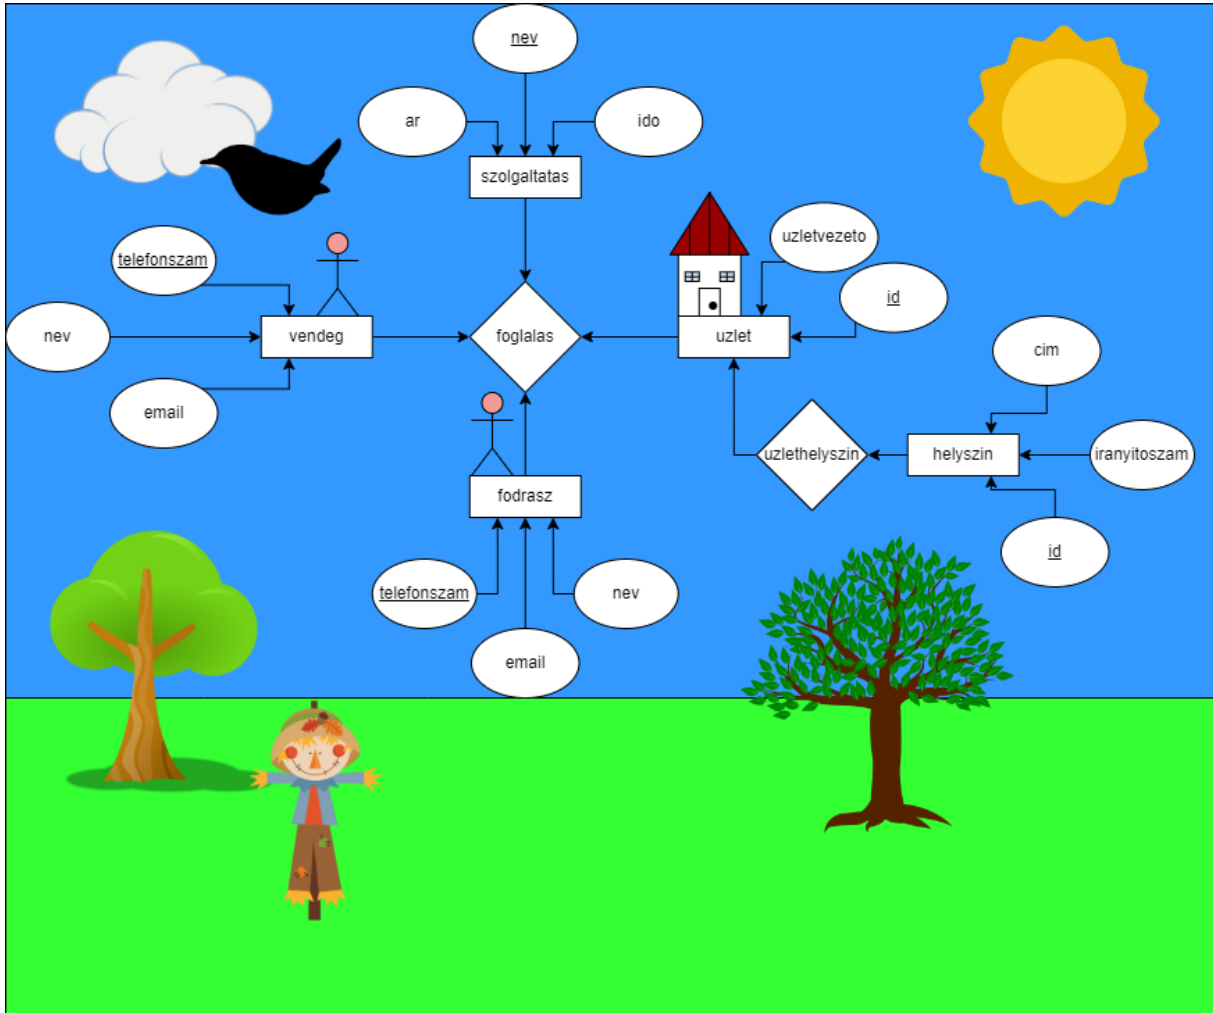 nev
ar
ido
szolgaltatas
uzletvezeto
telefonszam
id
nev
vendeg
foglalas
uzlet
cim
email
uzlethelyszin
helyszin
iranyitoszam
fodrasz
id
telefonszam
nev
email